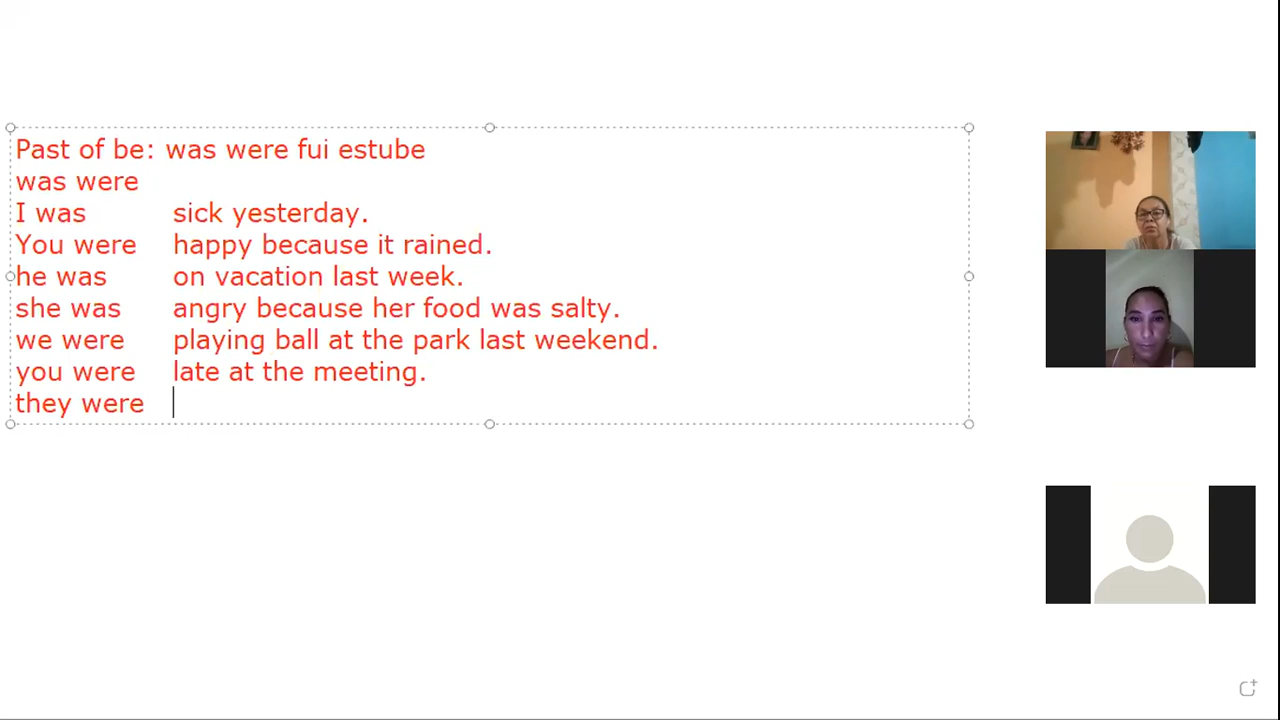 Past of be: was were fui estube
was were
I was sick yesterday.
You were happy because it rained.
he was on vacation last week.
she was angry because her food was salty.
we were playing ball at the park last weekend.
you were late at the meeting.
they were